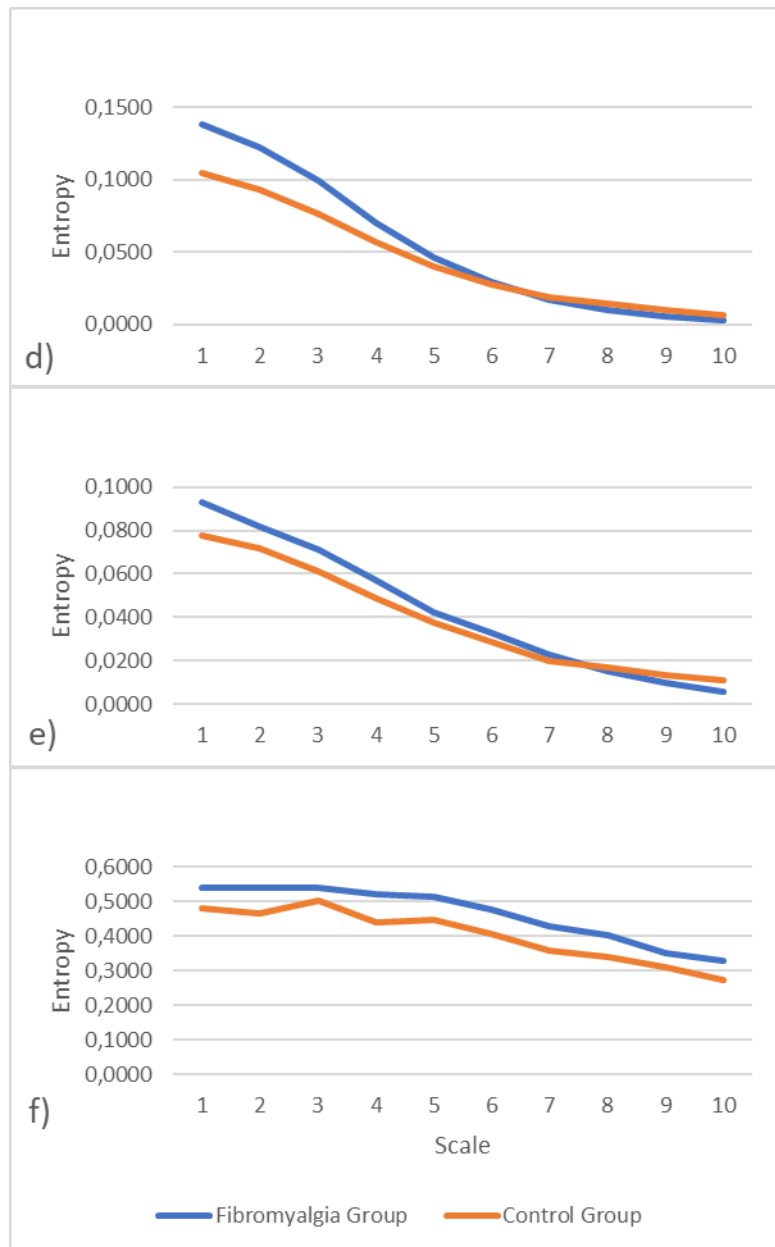 0,1500
0,1000
0,0500
0,0000
Entropy
d)
1 2 3 4 5 6 7 8 9 10
0,1000
0,0800
0,0600
0,0400
0,0200
0,0000
Entropy
e)
1 2 3 4 5 6 7 8 9 10
0,6000
0,5000
0,4000
0,3000
0,2000
0,1000
0,0000
Entropy
f)
1 2 3 4 5 6 7 8 9 10
Scale
Fibromyalgia Group Control Group